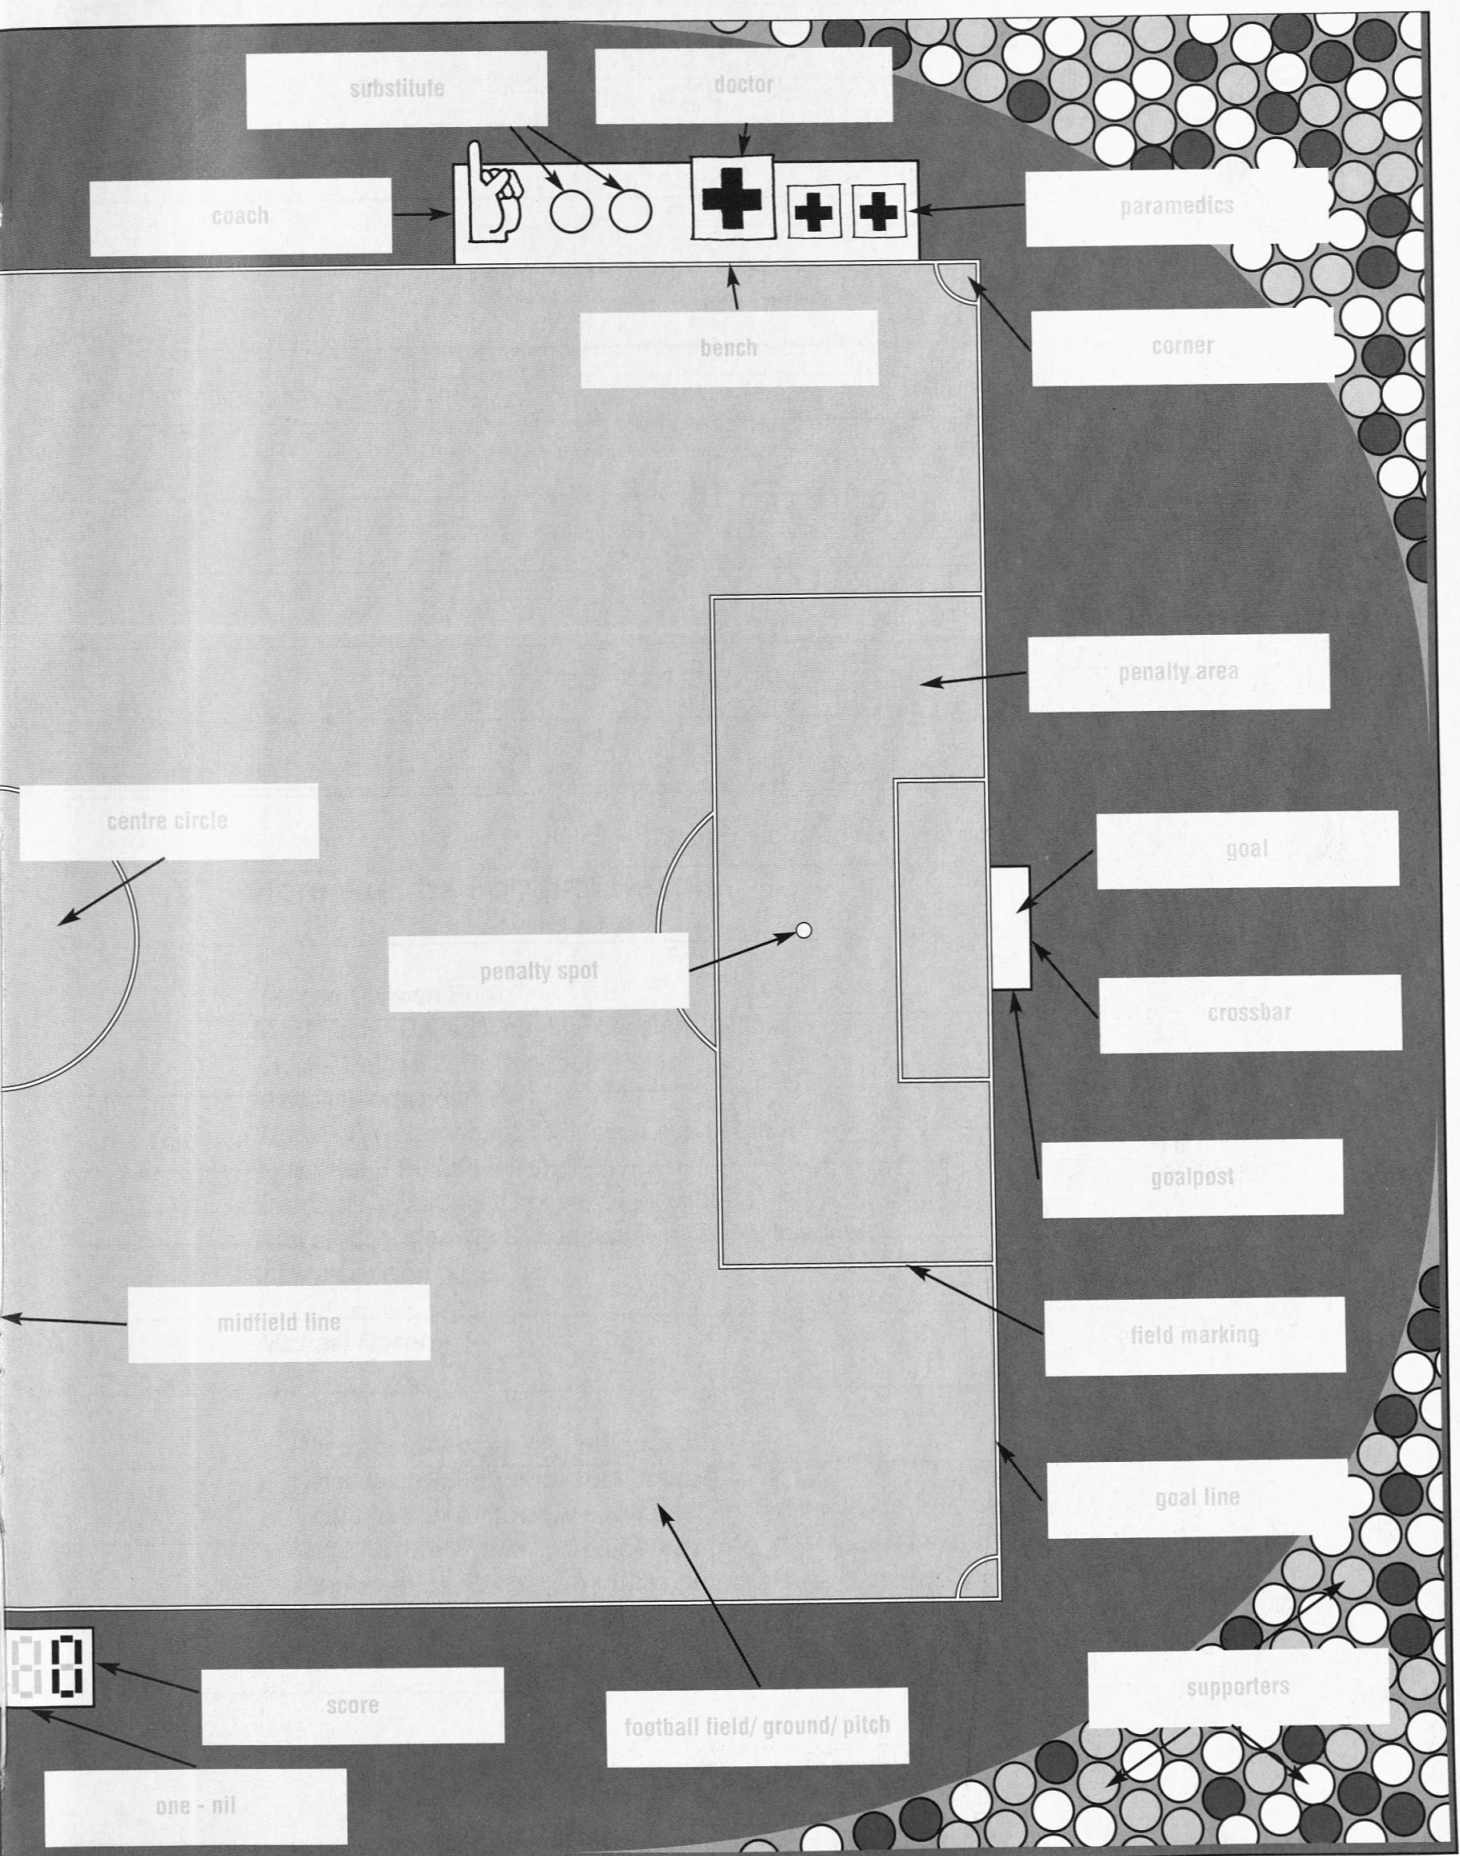 substitute
doctor
coach
paramedics
bench
corner
penalty area
centre circle
goal
penalty spot
crossbar
goalpost
midfield line
field marking
goal line
supporters
score
football field/ ground/ pitch
one - nil